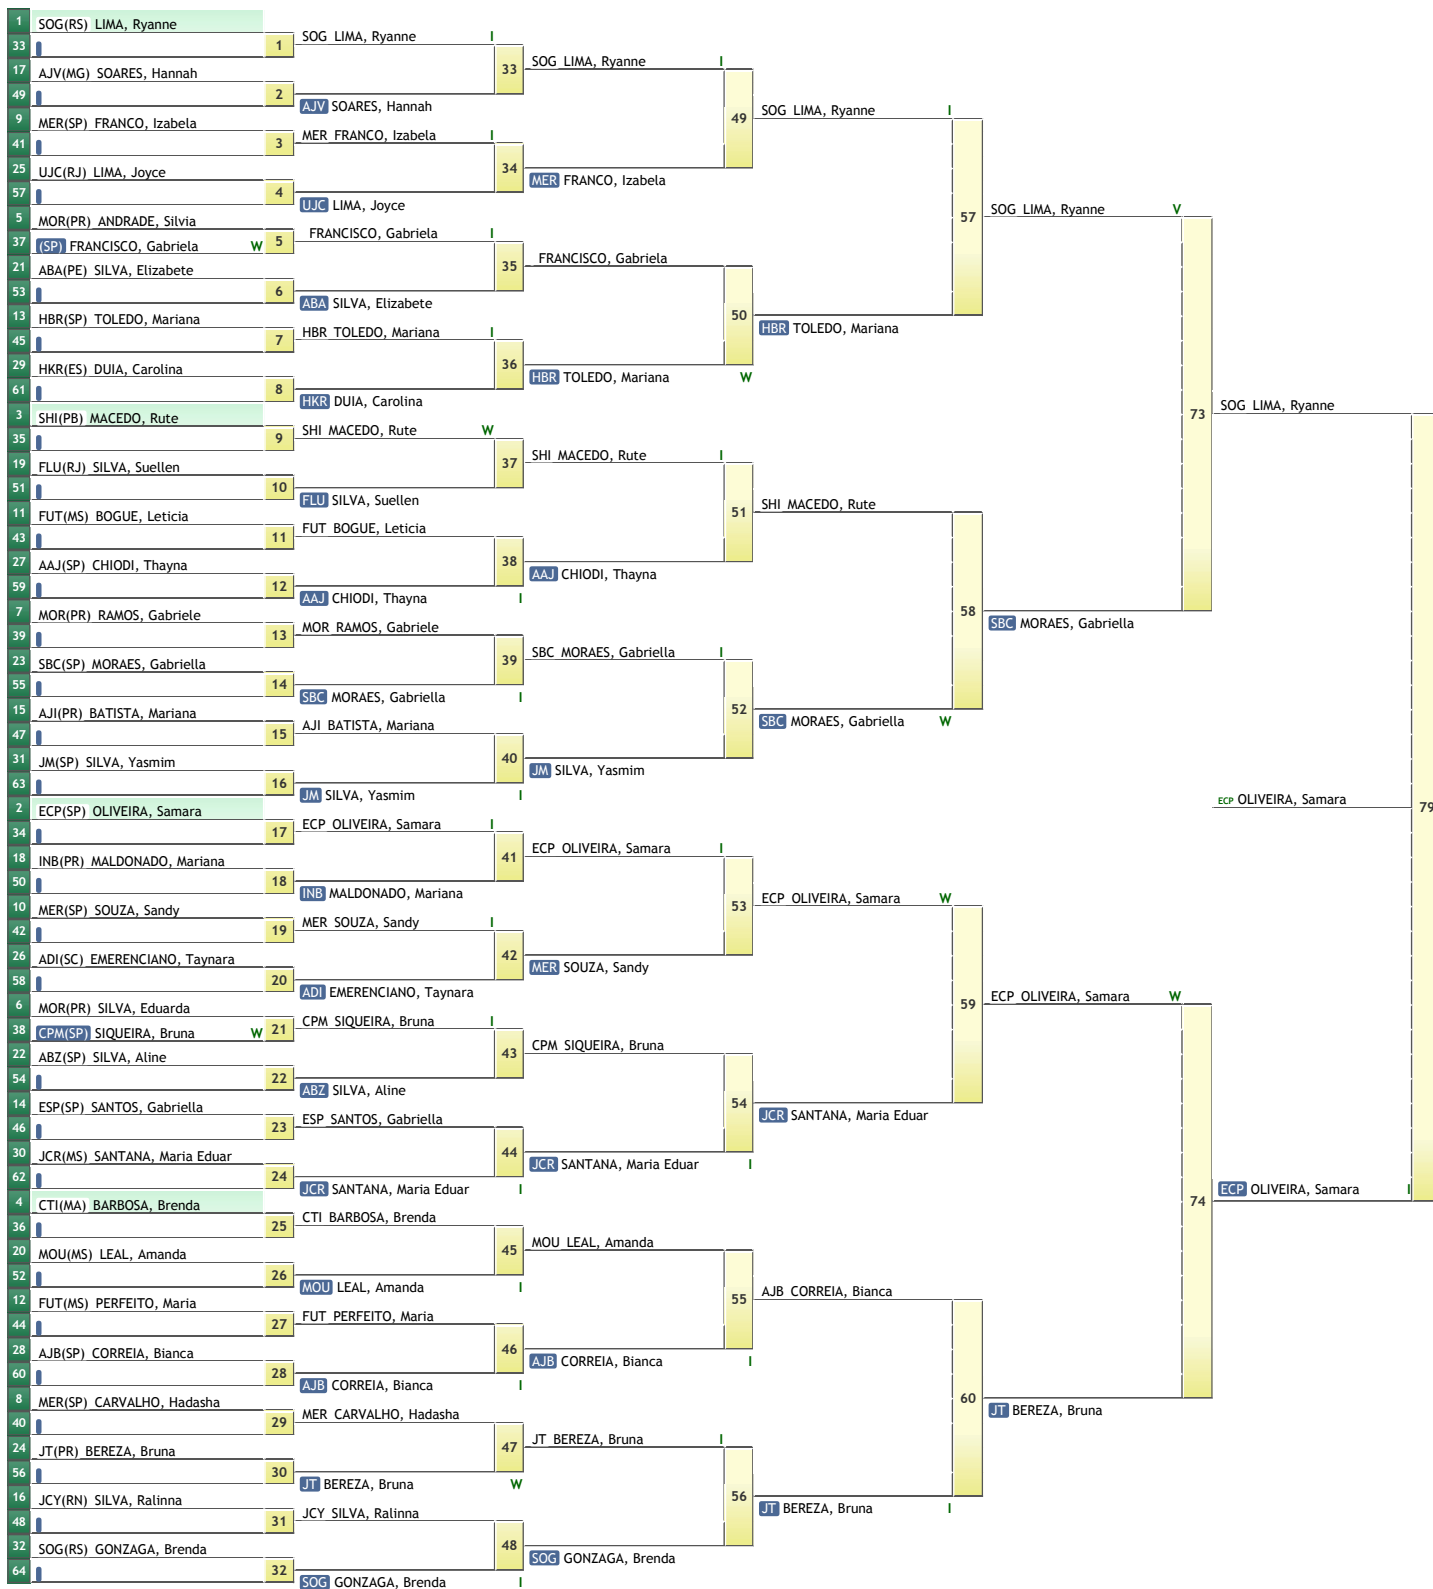 1 SOG(RS) LIMA, Ryanne
33
1
17 AJV(MG) SOARES, Hannah
49
2
9 MER(SP) FRANCO, Izabela
41
3
25 UJC(RJ) LIMA, Joyce
57
4
5 MOR(PR) ANDRADE, Silvia
37 (SP) FRANCISCO, Gabriela W
5
21 ABA(PE) SILVA, Elizabete
53
6
13 HBR(SP) TOLEDO, Mariana
45
7
29 HKR(ES) DUIA, Carolina
61
8
3 SHI(PB) MACEDO, Rute
35
9
19 FLU(RJ) SILVA, Suellen
51
10
11 FUT(MS) BOGUE, Leticia
43
11
27 AAJ(SP) CHIODI, Thayna
59
12
7 MOR(PR) RAMOS, Gabriele
39
13
23 SBC(SP) MORAES, Gabriella
55
14
15 AJI(PR) BATISTA, Mariana
47
15
31 JM(SP) SILVA, Yasmim
63
16
2 ECP(SP) OLIVEIRA, Samara
34
17
18 INB(PR) MALDONADO, Mariana
50
18
10 MER(SP) SOUZA, Sandy
42
19
26 ADI(SC) EMERENCIANO, Taynara
58
20
6 MOR(PR) SILVA, Eduarda
38 CPM(SP) SIQUEIRA, Bruna W
21
22 ABZ(SP) SILVA, Aline
54
22
14 ESP(SP) SANTOS, Gabriella
46
23
30 JCR(MS) SANTANA, Maria Eduar
62
24
4 CTI(MA) BARBOSA, Brenda
36
25
20 MOU(MS) LEAL, Amanda
52
26
12 FUT(MS) PERFEITO, Maria
44
27
28 AJB(SP) CORREIA, Bianca
60
28
8 MER(SP) CARVALHO, Hadasha
40
29
24 JT(PR) BEREZA, Bruna
56
30
16 JCY(RN) SILVA, Ralinna
48
31
32 SOG(RS) GONZAGA, Brenda
64
32
SOG LIMA, Ryanne I
33
AJV SOARES, Hannah
MER FRANCO, Izabela I
34
UJC LIMA, Joyce
FRANCISCO, Gabriela I
35
ABA SILVA, Elizabete
HBR TOLEDO, Mariana I
36
HKR DUIA, Carolina
SHI MACEDO, Rute W
37
FLU SILVA, Suellen
FUT BOGUE, Leticia
38
AAJ CHIODI, Thayna I
MOR RAMOS, Gabriele
39
SBC MORAES, Gabriella I
AJI BATISTA, Mariana
40
JM SILVA, Yasmim I
ECP OLIVEIRA, Samara I
41
INB MALDONADO, Mariana
MER SOUZA, Sandy I
42
ADI EMERENCIANO, Taynara
CPM SIQUEIRA, Bruna I
43
ABZ SILVA, Aline
ESP SANTOS, Gabriella
44
JCR SANTANA, Maria Eduar I
CTI BARBOSA, Brenda
45
MOU LEAL, Amanda I
FUT PERFEITO, Maria
46
AJB CORREIA, Bianca I
MER CARVALHO, Hadasha
47
JT BEREZA, Bruna W
JCY SILVA, Ralinna
48
SOG GONZAGA, Brenda I
SOG LIMA, Ryanne I
49
MER FRANCO, Izabela
FRANCISCO, Gabriela
50
HBR TOLEDO, Mariana W
SHI MACEDO, Rute I
51
AAJ CHIODI, Thayna
SBC MORAES, Gabriella I
52
JM SILVA, Yasmim
ECP OLIVEIRA, Samara I
53
MER SOUZA, Sandy
CPM SIQUEIRA, Bruna
54
JCR SANTANA, Maria Eduar I
MOU LEAL, Amanda
55
AJB CORREIA, Bianca I
JT BEREZA, Bruna I
56
SOG GONZAGA, Brenda
SOG LIMA, Ryanne I
57
HBR TOLEDO, Mariana
SHI MACEDO, Rute
58
SBC MORAES, Gabriella W
ECP OLIVEIRA, Samara W
59
JCR SANTANA, Maria Eduar
AJB CORREIA, Bianca
60
JT BEREZA, Bruna I
SOG LIMA, Ryanne V
73
SBC MORAES, Gabriella
ECP OLIVEIRA, Samara W
74
JT BEREZA, Bruna
SOG LIMA, Ryanne
ECP OLIVEIRA, Samara
79
ECP OLIVEIRA, Samara I